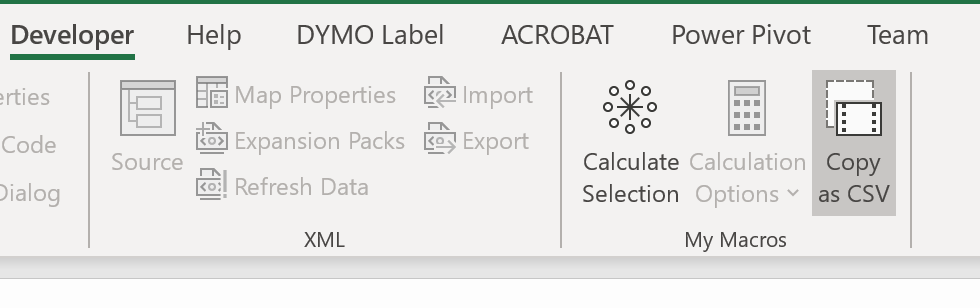 Developer Help DYMO Label ACROBAT Power Pivot Team
erties Map Properties Import
Code Expansion Packs Export
Source Calculate Calculation Copy
Dialog Refresh Data Selection Options as CSV
XML My Macros